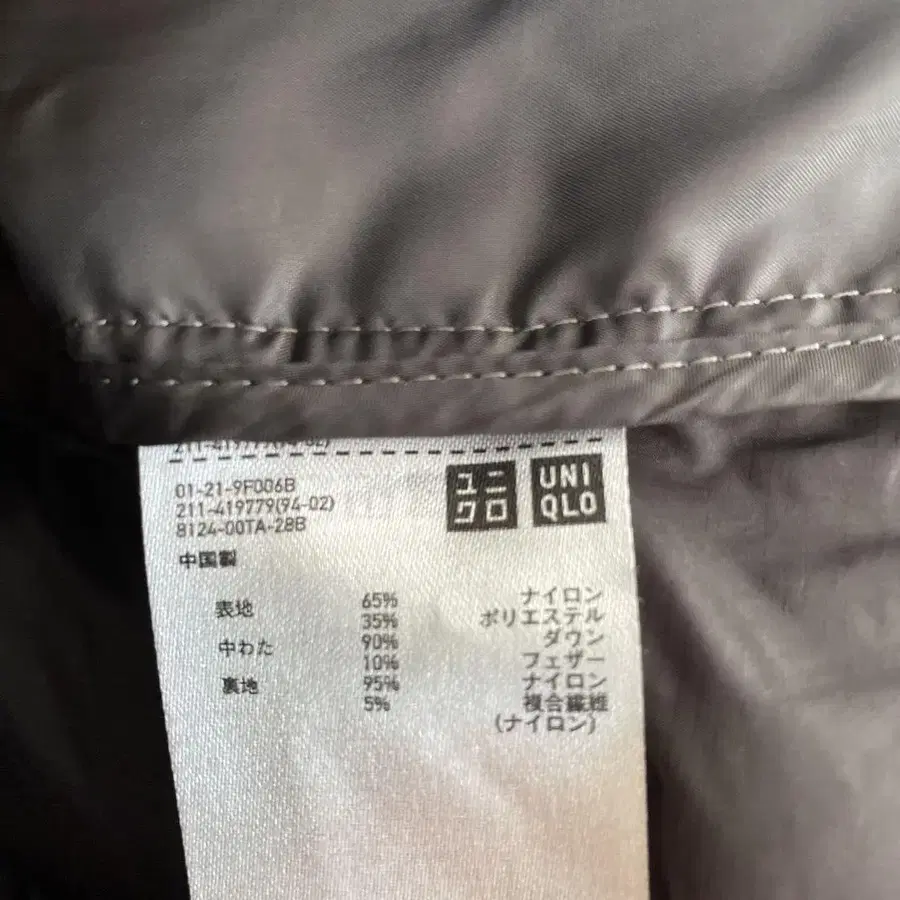 ユニ
クロ
UNI
QLO
01-21-9F006B
211-419779(94-02)
8124-00TA-28B
中国製
表地 65% ナイロン
35% ポリエステル
中わた 90% ダウン
10% フェザー
裏地 95% ナイロン
5% 複合繊維
(ナイロン)